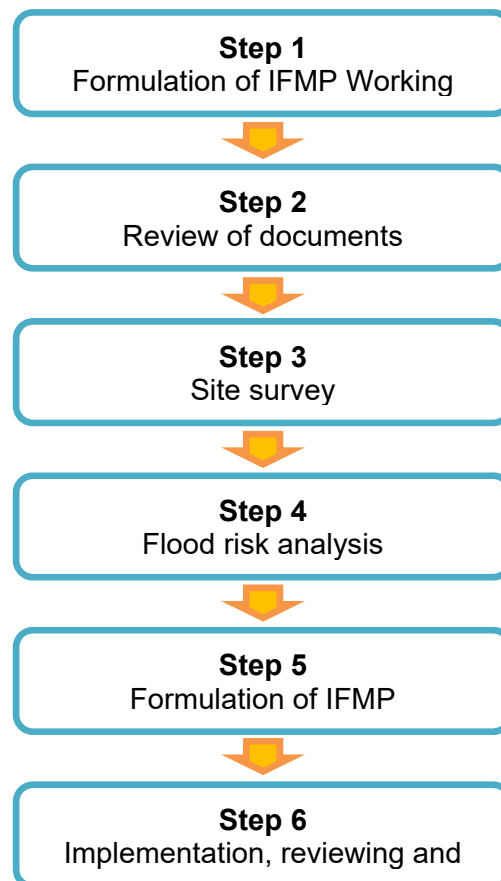 Step 1
Formulation of IFMP Working
Step 2
Review of documents
Step 3
Site survey
Step 4
Flood risk analysis
Step 5
Formulation of IFMP
Step 6
Implementation, reviewing and